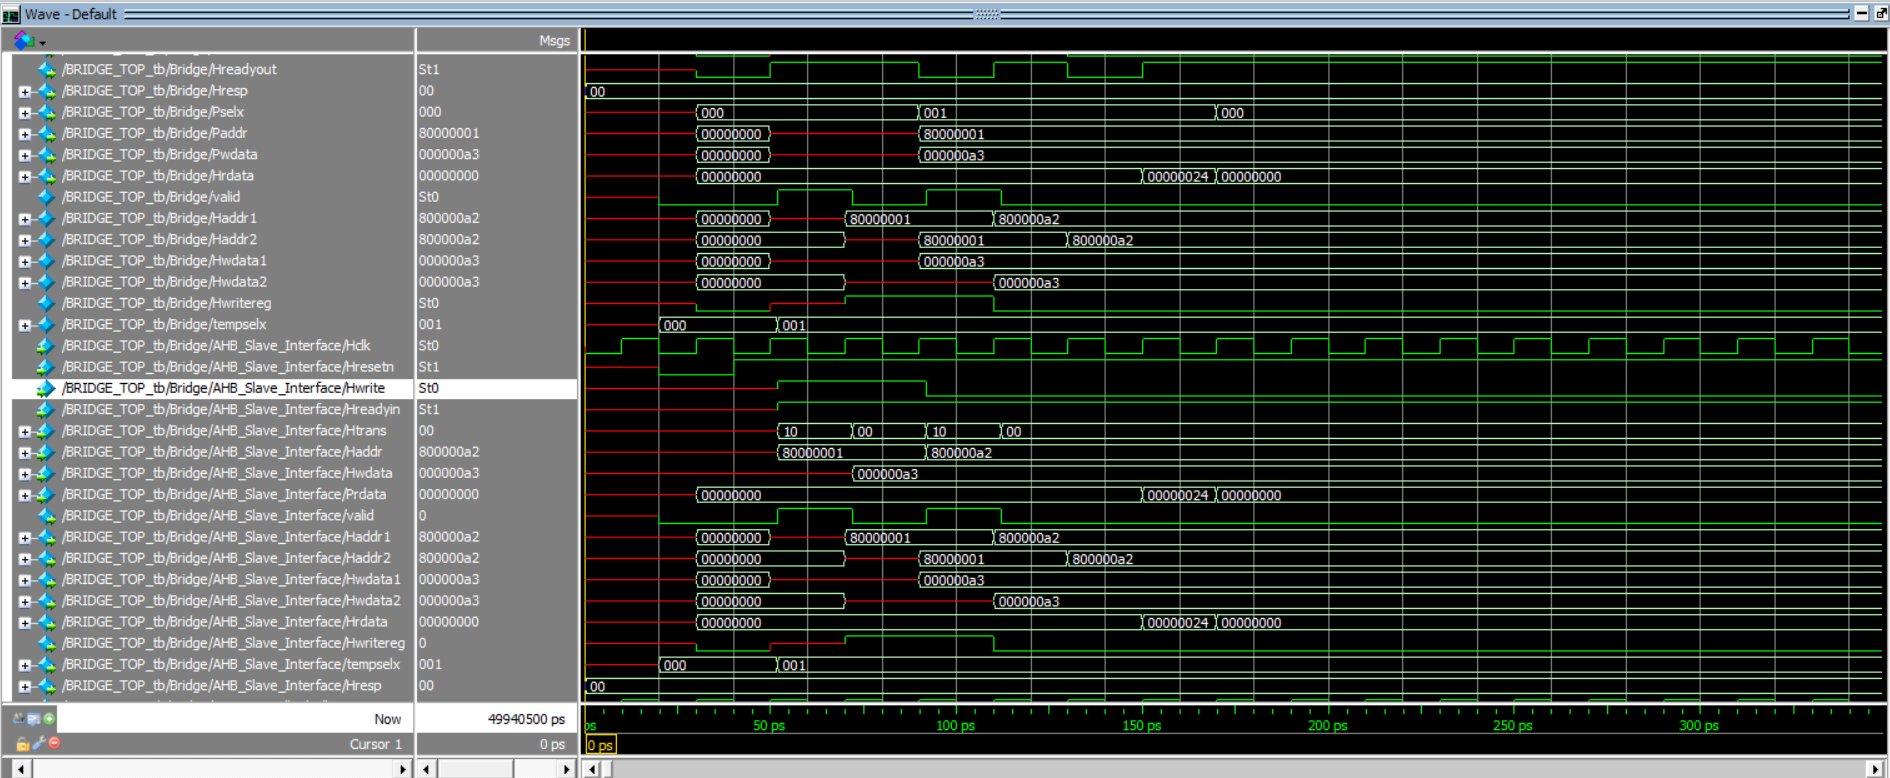 Wave - Default
Msgs
/BRIDGE_TOP_tb/Bridge/Hreadyout St1
/BRIDGE_TOP_tb/Bridge/Hresp 00 00
/BRIDGE_TOP_tb/Bridge/Pselx 000 000 001 000
/BRIDGE_TOP_tb/Bridge/Paddr 80000001 00000000 80000001
/BRIDGE_TOP_tb/Bridge/Pwdata 000000a3 00000000 000000a3
/BRIDGE_TOP_tb/Bridge/Hrdata 00000000 00000000 00000024 00000000
/BRIDGE_TOP_tb/Bridge/valid St0
/BRIDGE_TOP_tb/Bridge/Haddr1 800000a2 00000000 80000001 800000a2
/BRIDGE_TOP_tb/Bridge/Haddr2 800000a2 00000000 80000001 800000a2
/BRIDGE_TOP_tb/Bridge/Hwdata1 000000a3 00000000 000000a3
/BRIDGE_TOP_tb/Bridge/Hwdata2 000000a3 00000000 000000a3
/BRIDGE_TOP_tb/Bridge/Hwritereg St0
/BRIDGE_TOP_tb/Bridge/tempselx 001 000 001
/BRIDGE_TOP_tb/Bridge/AHB_Slave_Interface/Hclk St0
/BRIDGE_TOP_tb/Bridge/AHB_Slave_Interface/Hresetn St1
/BRIDGE_TOP_tb/Bridge/AHB_Slave_Interface/Hwrite St0
/BRIDGE_TOP_tb/Bridge/AHB_Slave_Interface/Hreadyin St1
/BRIDGE_TOP_tb/Bridge/AHB_Slave_Interface/Htrans 00 10 00 10 00
/BRIDGE_TOP_tb/Bridge/AHB_Slave_Interface/Haddr 800000a2 80000001 800000a2
/BRIDGE_TOP_tb/Bridge/AHB_Slave_Interface/Hwdata 000000a3 000000a3
/BRIDGE_TOP_tb/Bridge/AHB_Slave_Interface/Prdata 00000000 00000000 00000024 00000000
/BRIDGE_TOP_tb/Bridge/AHB_Slave_Interface/valid 0
/BRIDGE_TOP_tb/Bridge/AHB_Slave_Interface/Haddr1 800000a2 00000000 80000001 800000a2
/BRIDGE_TOP_tb/Bridge/AHB_Slave_Interface/Haddr2 800000a2 00000000 80000001 800000a2
/BRIDGE_TOP_tb/Bridge/AHB_Slave_Interface/Hwdata1 000000a3 00000000 000000a3
/BRIDGE_TOP_tb/Bridge/AHB_Slave_Interface/Hwdata2 000000a3 00000000 000000a3
/BRIDGE_TOP_tb/Bridge/AHB_Slave_Interface/Hrdata 00000000 00000000 00000024 00000000
/BRIDGE_TOP_tb/Bridge/AHB_Slave_Interface/Hwritereg 0
/BRIDGE_TOP_tb/Bridge/AHB_Slave_Interface/tempselx 001 000 001
/BRIDGE_TOP_tb/Bridge/AHB_Slave_Interface/Hresp 00 00
Now 49940500 ps
ps 50 ps 100 ps 150 ps 200 ps 250 ps 300 ps
Cursor 1 0 ps 0 ps